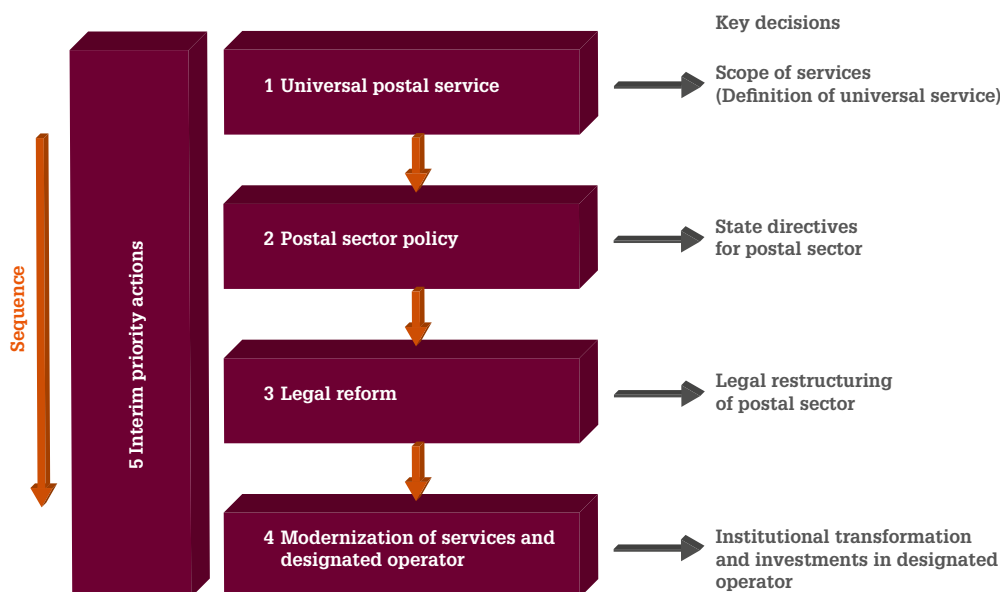 Key decisions
1 Universal postal service
Scope of services
(Definition of universal service)
2 Postal sector policy
State directives
for postal sector
Sequence
5 Interim priority actions
3 Legal reform
Legal restructuring
of postal sector
4 Modernization of services and
designated operator
Institutional transformation
and investments in designated
operator